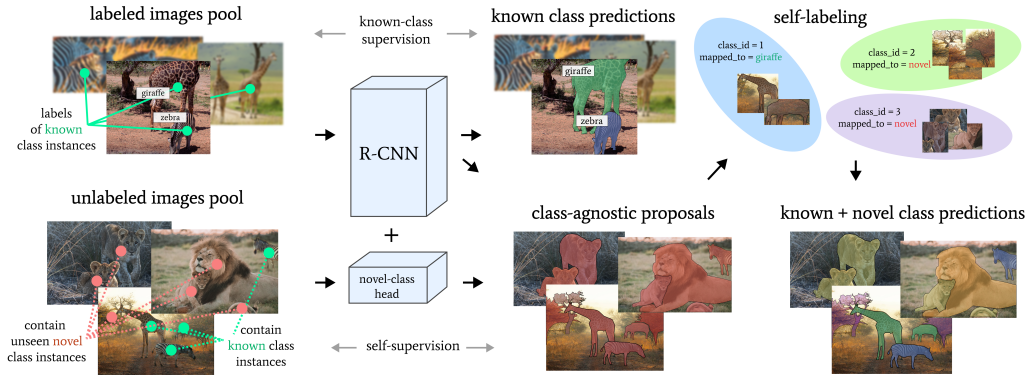 labeled images pool
known-class
supervision
known class predictions
self-labeling
class_id = 1
mapped_to = giraffe
class_id = 2
mapped_to = novel
class_id = 3
mapped_to = novel
giraffe
zebra
labels
of known
class instances
R-CNN
giraffe
zebra
unlabeled images pool
+
novel-class
head
class-agnostic proposals
known + novel class predictions
contain
unseen novel
class instances
contain
known class
instances
self-supervision